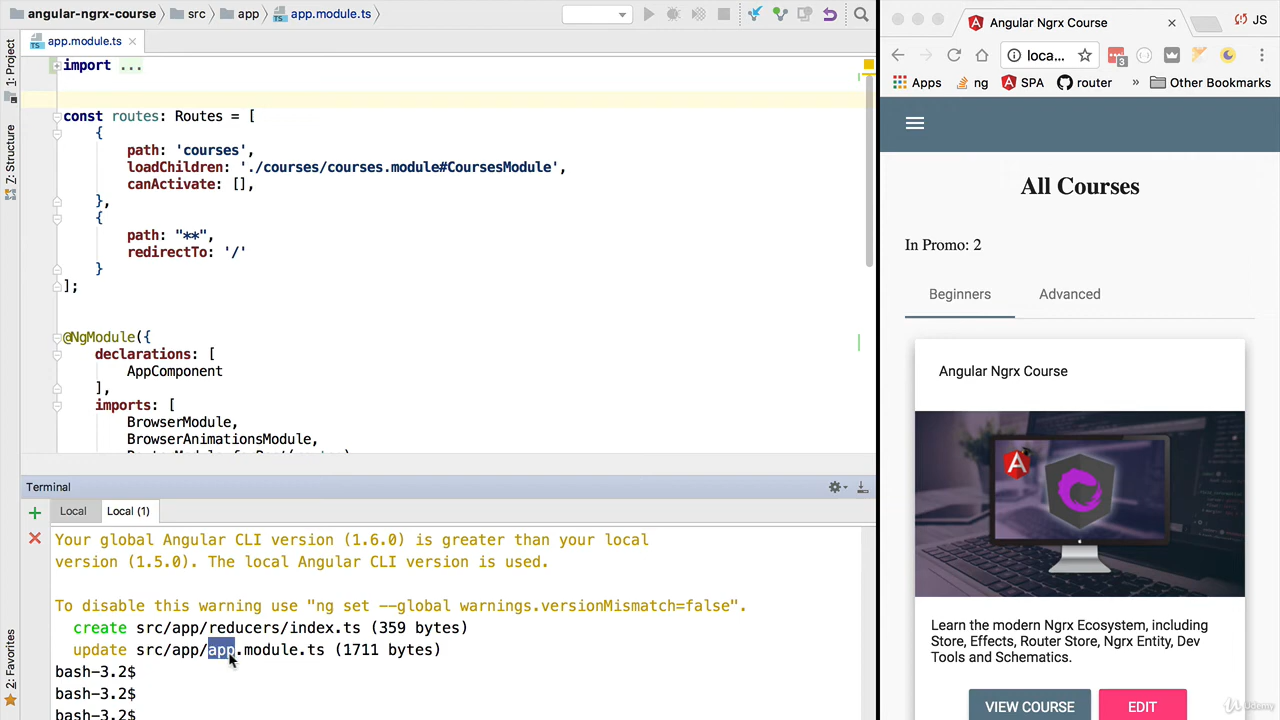 angular-ngrx-course
src
app
app.module.ts
app.module.ts
1: Project
Z: Structure
2: Favorites
import ...
const routes: Routes = [
{
path: 'courses',
loadChildren: './courses/courses.module#CoursesModule',
canActivate: [],
},
{
path: "**",
redirectTo: '/'
}
];
@NgModule({
declarations: [
AppComponent
],
imports: [
BrowserModule,
BrowserAnimationsModule,
Terminal
Local
Local (1)
Your global Angular CLI version (1.6.0) is greater than your local
version (1.5.0). The local Angular CLI version is used.
To disable this warning use "ng set --global warnings.versionMismatch=false".
create src/app/reducers/index.ts (359 bytes)
update src/app/app.module.ts (1711 bytes)
bash-3.2$
bash-3.2$
bash-3.2$
Angular Ngrx Course
JS
loca...
3
Apps
ng
SPA
router
»
Other Bookmarks
All Courses
In Promo: 2
Beginners
Advanced
Angular Ngrx Course
Learn the modern Ngrx Ecosystem, including
Store, Effects, Router Store, Ngrx Entity, Dev
Tools and Schematics.
VIEW COURSE
EDIT
Udemy